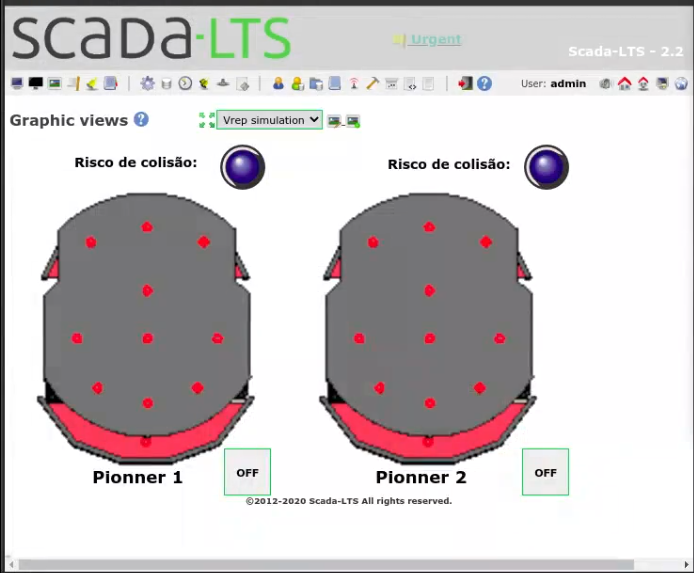 SCADA-LTS
Urgent
Scada-LTS - 2.2
User: admin
Graphic views
Vrep simulation
Risco de colisão:
Risco de colisão:
Pionner 1
OFF
Pionner 2
OFF
©2012-2020 Scada-LTS All rights reserved.